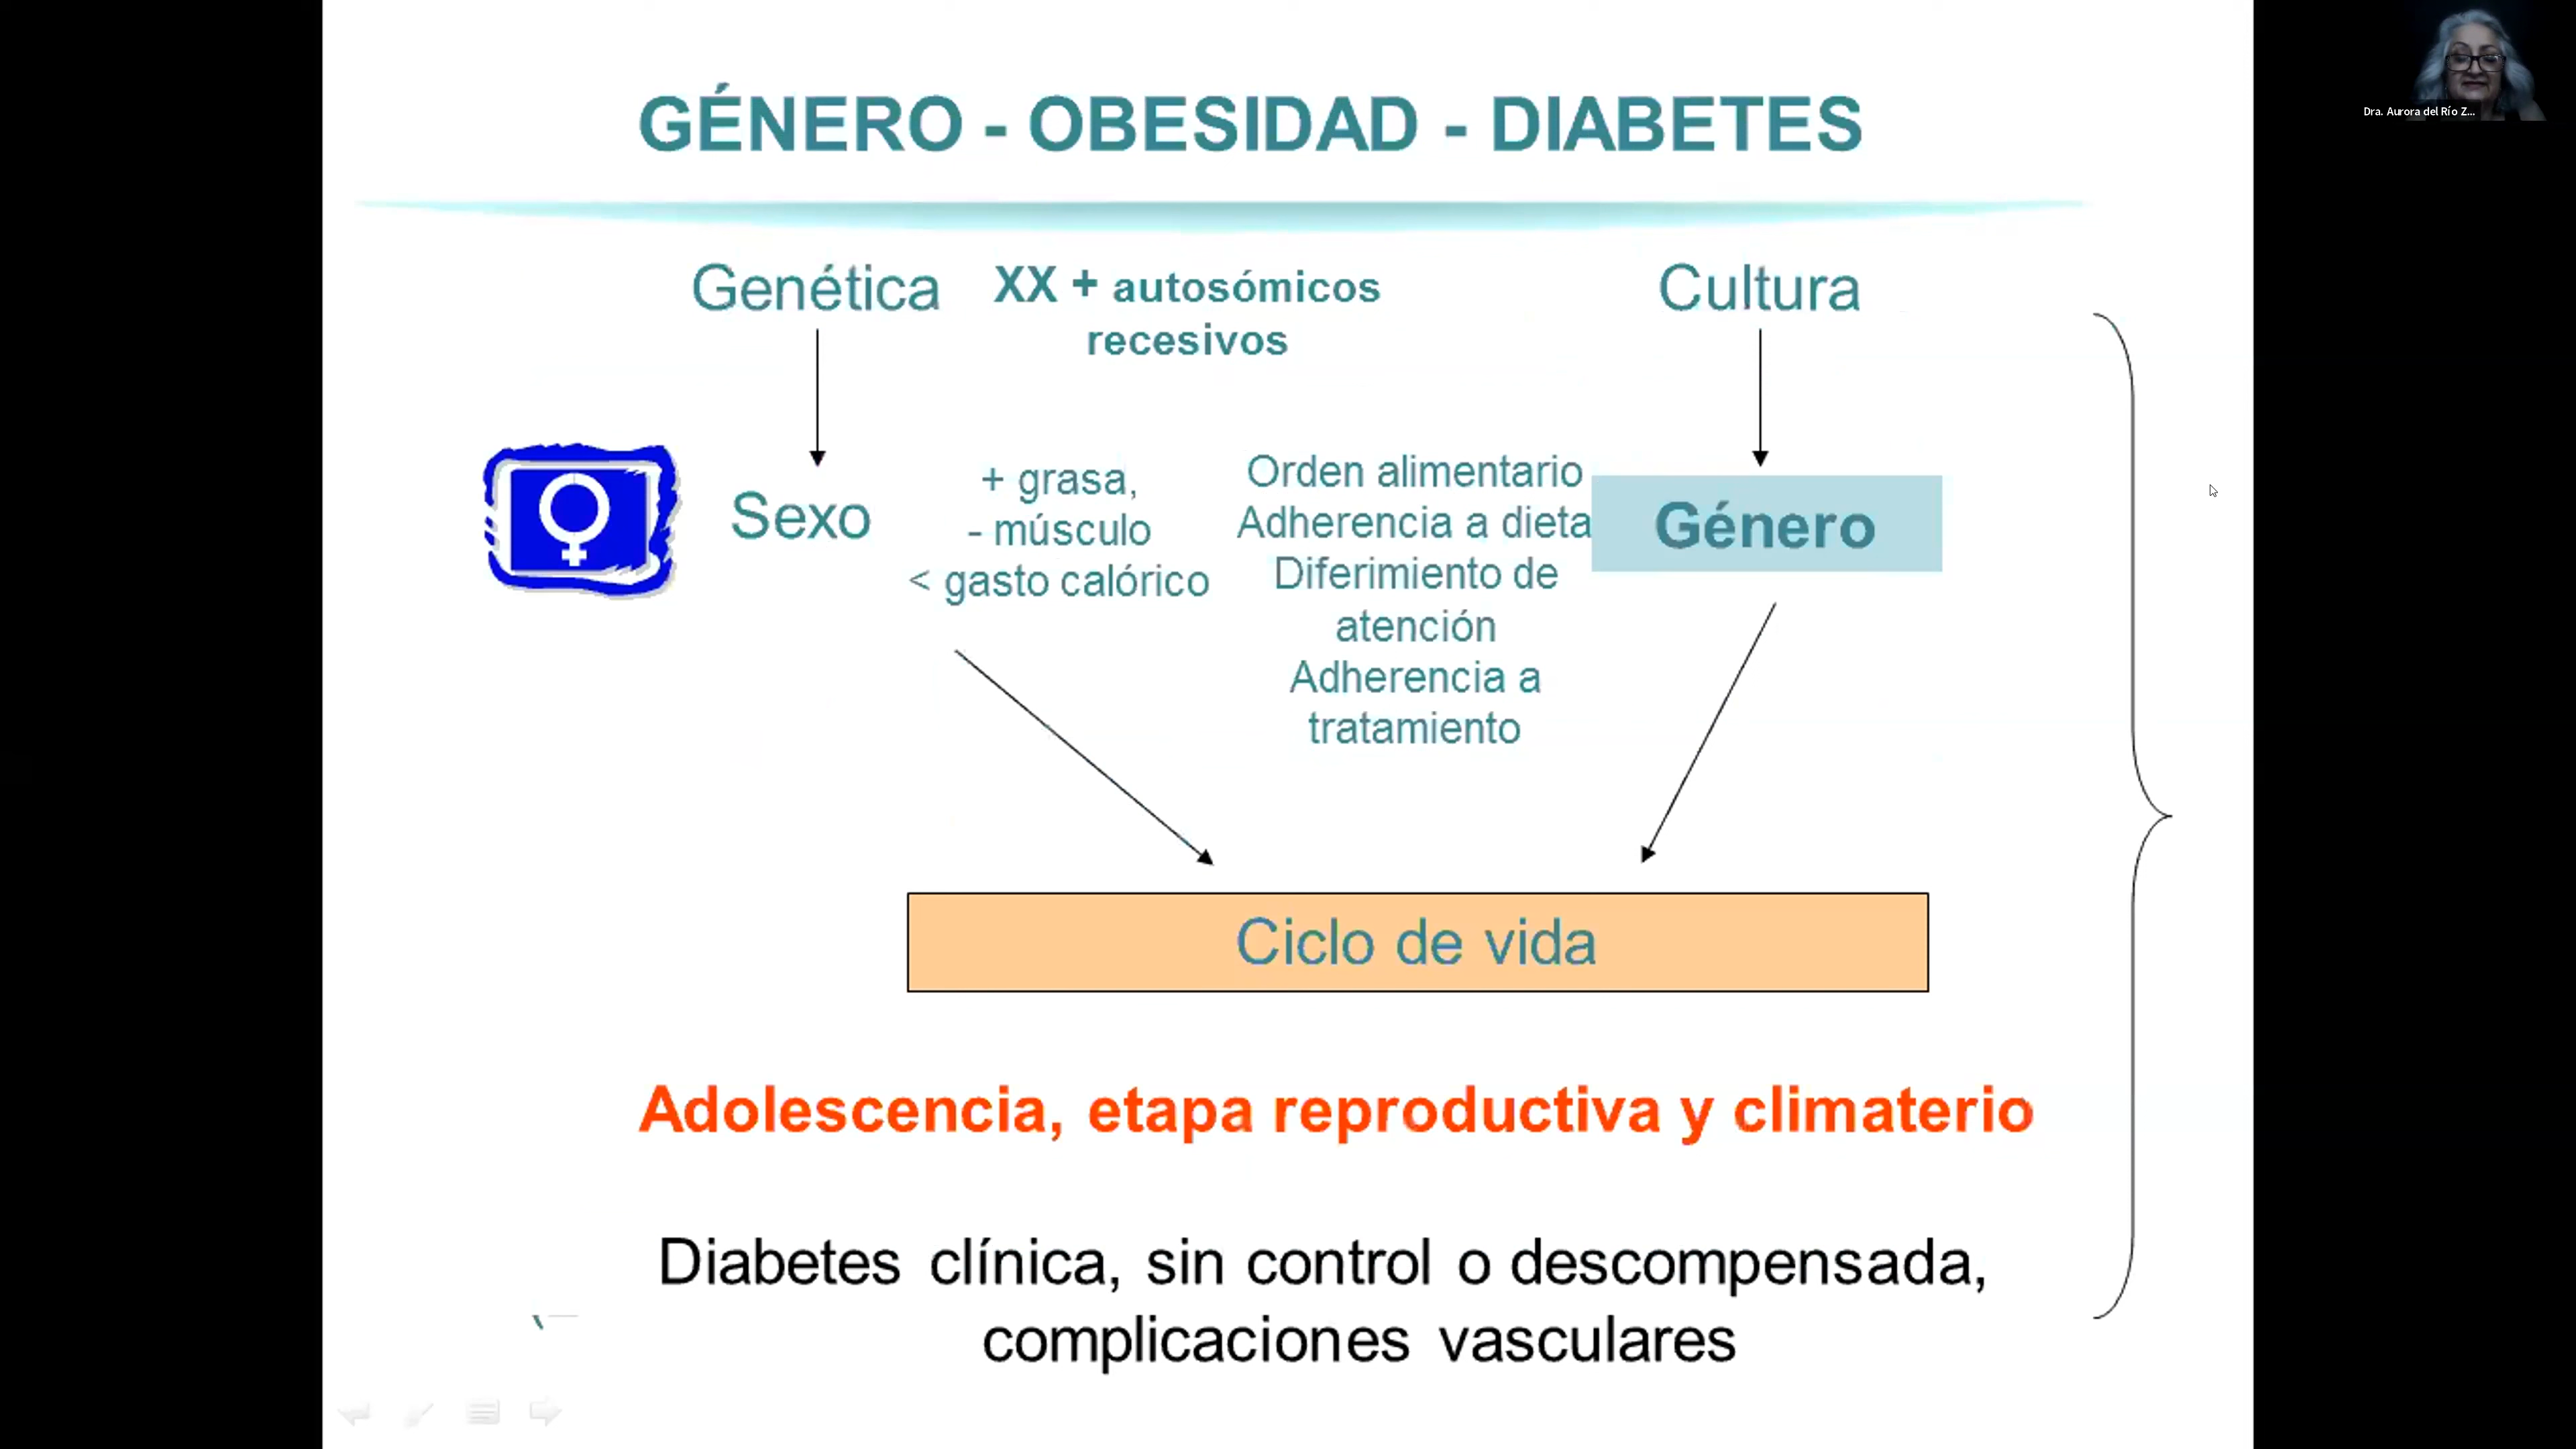 Dra. Aurora del Río Z...
GÉNERO - OBESIDAD - DIABETES
Genética
XX + autosómicos
recesivos
Cultura
Sexo
+ grasa,
- músculo
< gasto calórico
Orden alimentario
Adherencia a dieta
Diferimiento de
atención
Adherencia a
tratamiento
Género
Ciclo de vida
Adolescencia, etapa reproductiva y climaterio
Diabetes clínica, sin control o descompensada,
complicaciones vasculares